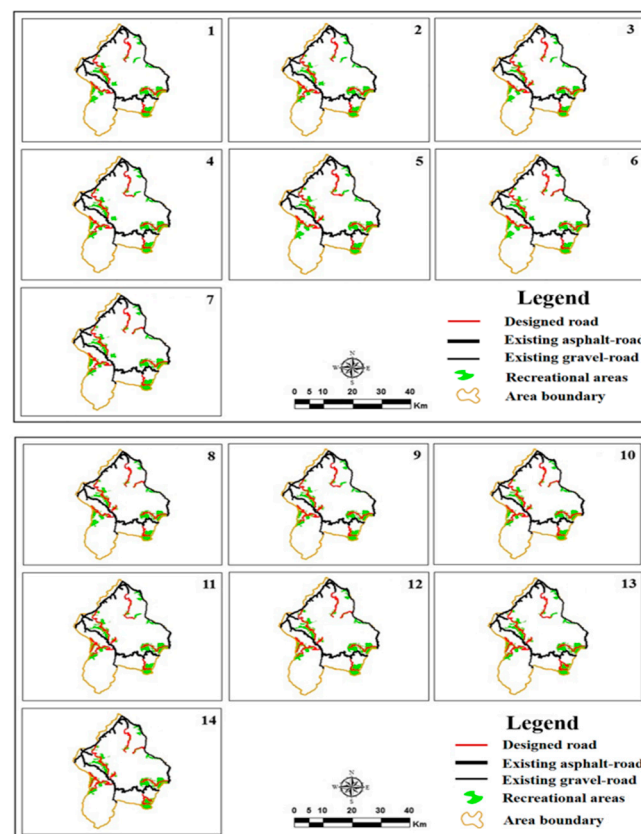 1
2
3
4
5
6
7
Legend
Designed road
Existing asphalt-road
Existing gravel-road
Recreational areas
Area boundary
N
W
E
S
0 5 10 20 30 40
Km
8
9
10
11
12
13
14
Legend
Designed road
Existing asphalt-road
Existing gravel-road
Recreational areas
Area boundary
N
W
E
S
0 5 10 20 30 40
Km